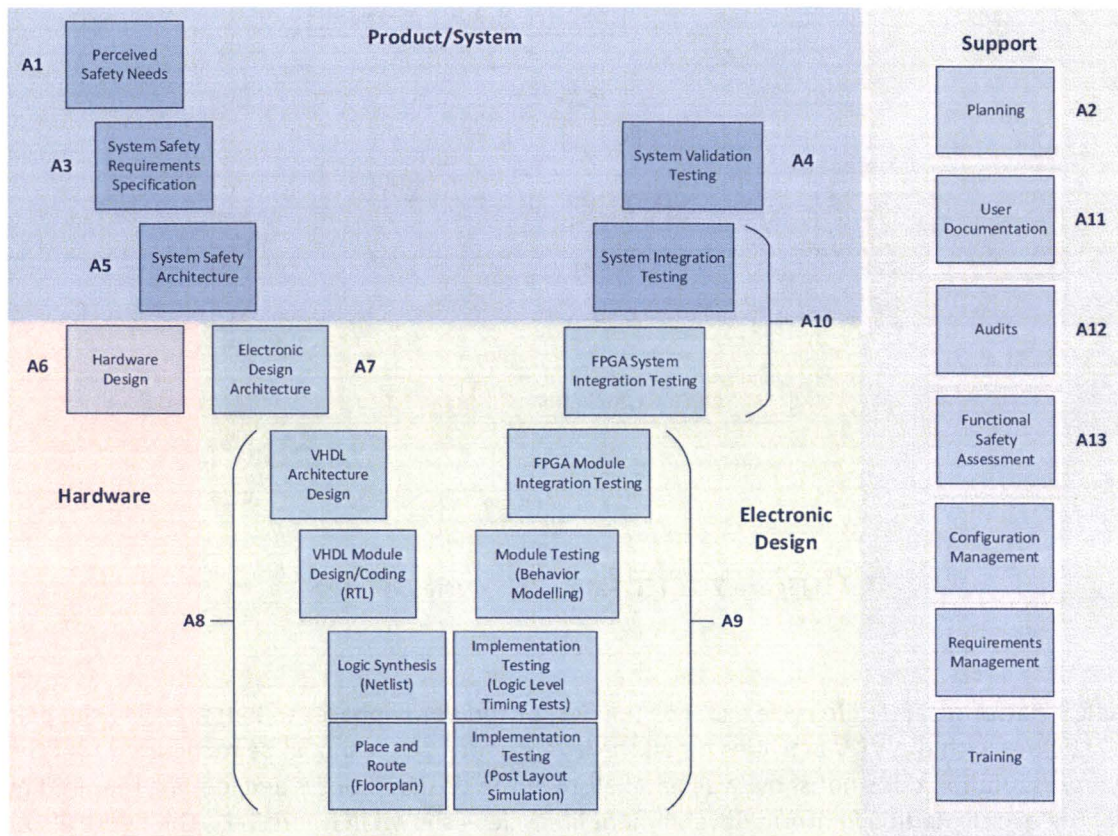 Product/System
Support
A1
Perceived
Safety Needs
Planning
A2
A3
System Safety
Requirements
Specification
System Validation
Testing
A4
User
Documentation
A11
A5
System Safety
Architecture
System Integration
Testing
A10
Audits
A12
A6
Hardware
Design
Electronic
Design
Architecture
A7
FPGA System
Integration Testing
Functional
Safety
Assessment
A13
Hardware
VHDL
Architecture
Design
FPGA Module
Integration Testing
Electronic
Design
Configuration
Management
VHDL Module
Design/Coding
(RTL)
Module Testing
(Behavior
Modelling)
A8
A9
Requirements
Management
Logic Synthesis
(Netlist)
Implementation
Testing
(Logic Level
Timing Tests)
Training
Place and
Route
(Floorplan)
Implementation
Testing
(Post Layout
Simulation)